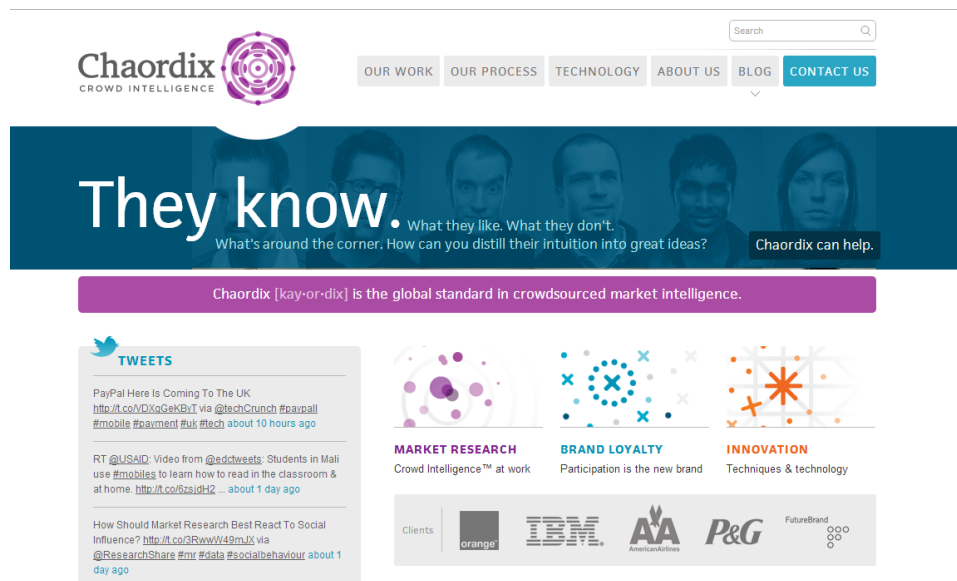 Search
Chaordix
CROWD INTELLIGENCE
OUR WORK
OUR PROCESS
TECHNOLOGY
ABOUT US
BLOG
CONTACT US
They know. What they like. What they don't.
What's around the corner. How can you distill their intuition into great ideas?
Chaordix can help.
Chaordix [kay•or•dix] is the global standard in crowdsourced market intelligence.
TWEETS
PayPal Here Is Coming To The UK
http://t.co/VDXqGeKByT via @techCrunch #paypall
#mobile #payment #uk #tech about 10 hours ago
RT @USAID: Video from @edctweets: Students in Mali
use #mobiles to learn how to read in the classroom &
at home. http://t.co/6zsjdH2 ... about 1 day ago
How Should Market Research Best React To Social
Influence? http://t.co/3RwwW49mJX via
@ResearchShare #mr #data #socialbehaviour about 1
day ago
MARKET RESEARCH
Crowd Intelligence™ at work
BRAND LOYALTY
Participation is the new brand
INNOVATION
Techniques & technology
Clients
orange™
IBM.
AA
AmericanAirlines
P&G
FutureBrand